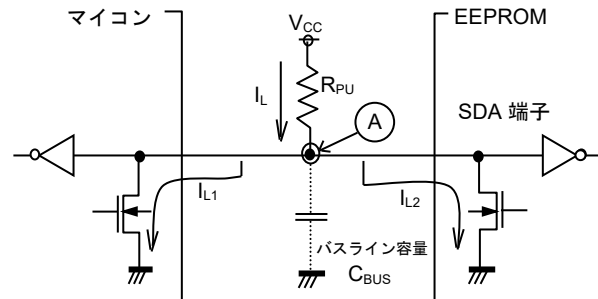 マイコン
VCC
EEPROM
IL
RPU
A
SDA 端子
IL1
IL2
バスライン容量
CBUS